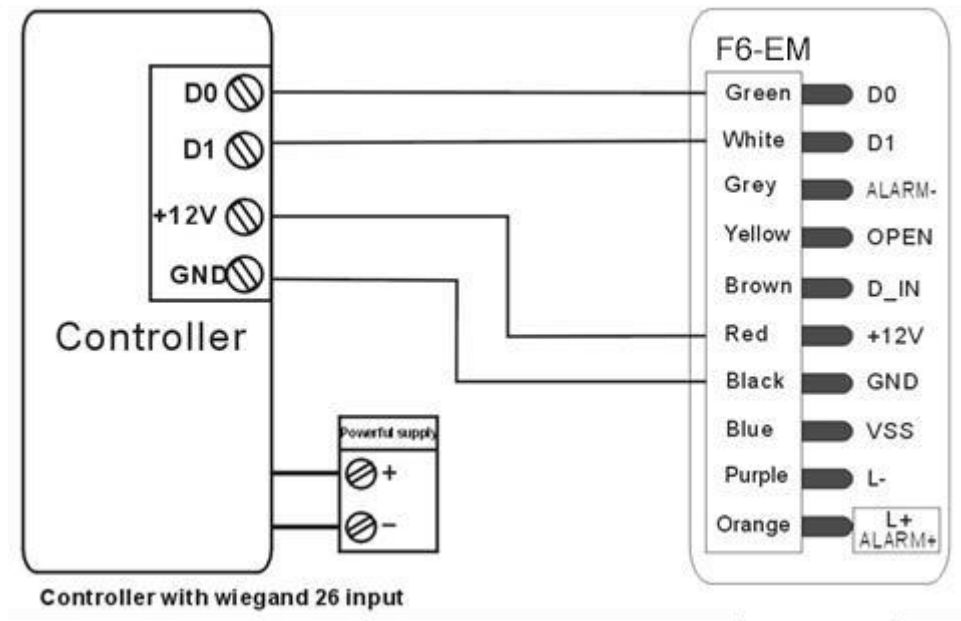 F6-EM
D0
Green D0
D1
White D1
Grey ALARM-
+12V
Yellow OPEN
GND
Brown D_IN
Controller
Red +12V
Black GND
Powerful supply
Blue VSS
+
Purple L-
-
Orange L+
ALARM+
Controller with wiegand 26 input